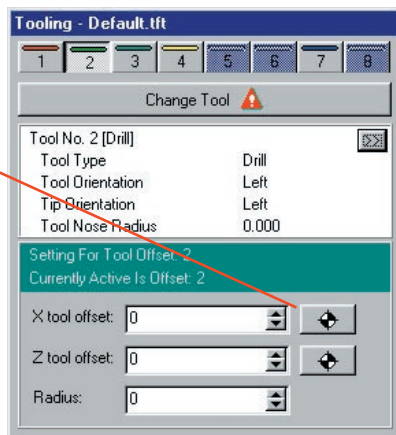 Tooling - Default.tft
1 2 3 4 5 6 7 8
Change Tool
Tool No. 2 [Drill]
Tool Type Drill
Tool Orientation Left
Tip Orientation Left
Tool Nose Radius 0.000
Setting For Tool Offset: 2
Currently Active Is Offset: 2
X tool offset: 0
Z tool offset: 0
Radius: 0